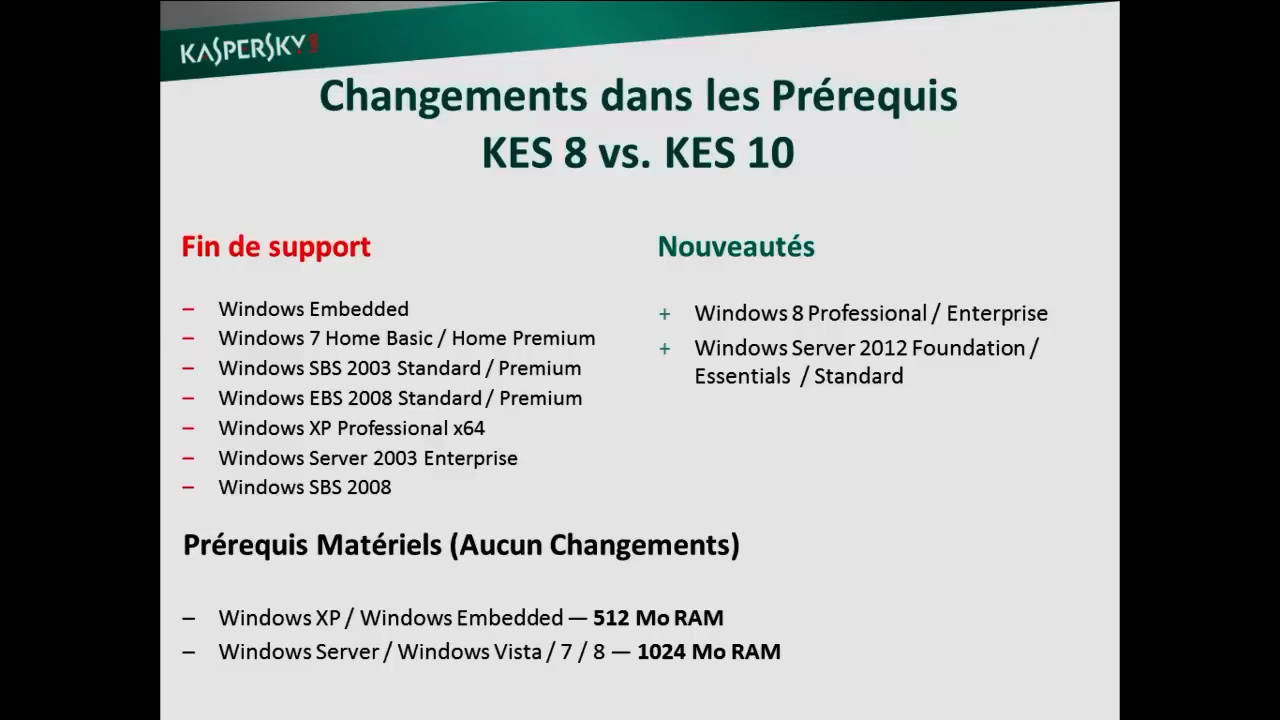 KASPERSKY
Changements dans les Prérequis
KES 8 vs. KES 10
Fin de support
– Windows Embedded
– Windows 7 Home Basic / Home Premium
– Windows SBS 2003 Standard / Premium
– Windows EBS 2008 Standard / Premium
– Windows XP Professional x64
– Windows Server 2003 Enterprise
– Windows SBS 2008
Nouveautés
+ Windows 8 Professional / Enterprise
+ Windows Server 2012 Foundation /
Essentials / Standard
Prérequis Matériels (Aucun Changements)
– Windows XP / Windows Embedded — 512 Mo RAM
– Windows Server / Windows Vista / 7 / 8 — 1024 Mo RAM